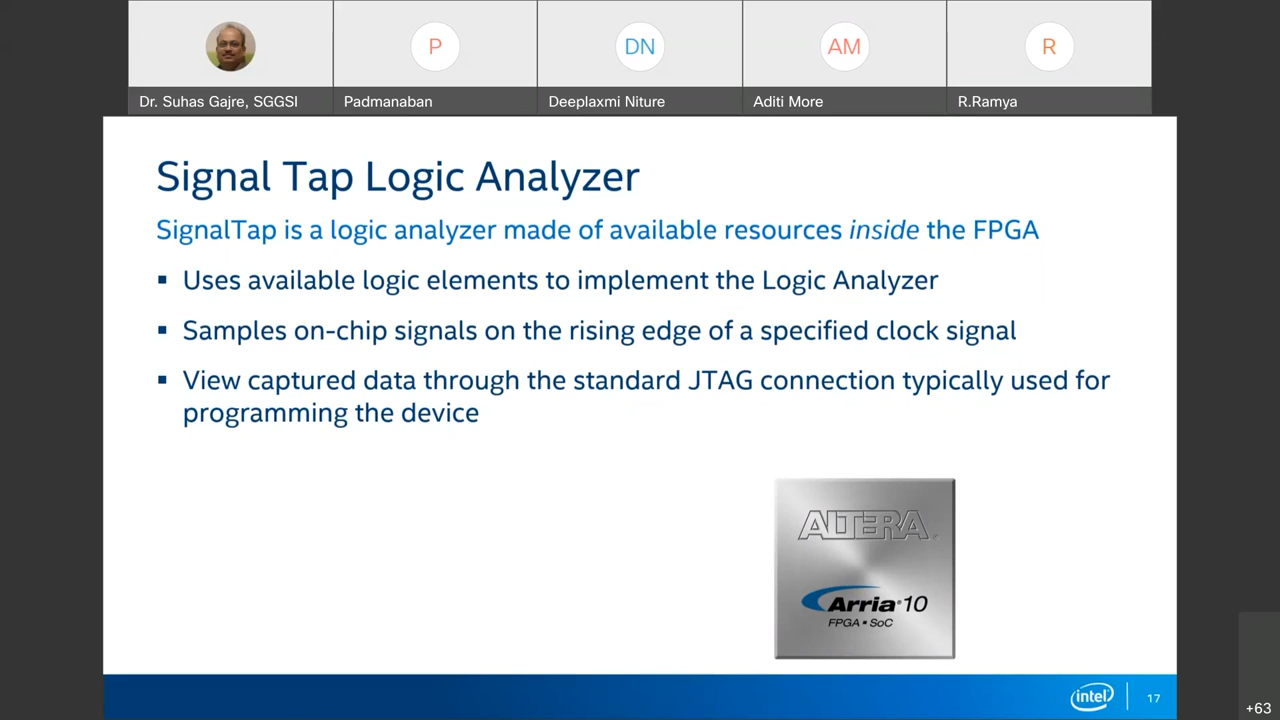 P
DN
AM
R
Dr. Suhas Gajre, SGGSI
Padmanaban
Deeplaxmi Niture
Aditi More
R.Ramya
Signal Tap Logic Analyzer
SignalTap is a logic analyzer made of available resources inside the FPGA
▪ Uses available logic elements to implement the Logic Analyzer
▪ Samples on-chip signals on the rising edge of a specified clock signal
▪ View captured data through the standard JTAG connection typically used for
programming the device
ALTERA
Arria 10
FPGA ▪ SoC
intel
17
+63